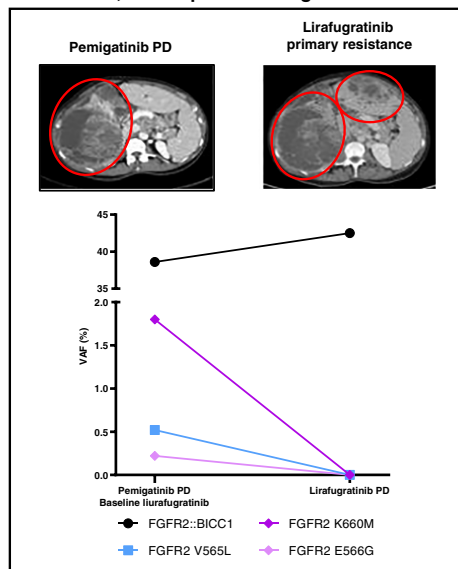 Pemigatinib PD
Lirafugratinib
primary resistance
45
40
35
2.0
1.5
1.0
0.5
0.0
VAF (%)
Pemigatinib PD
Baseline liurafugratinib
Lirafugratinib PD
FGFR2::BICC1
FGFR2 K660M
FGFR2 V565L
FGFR2 E566G